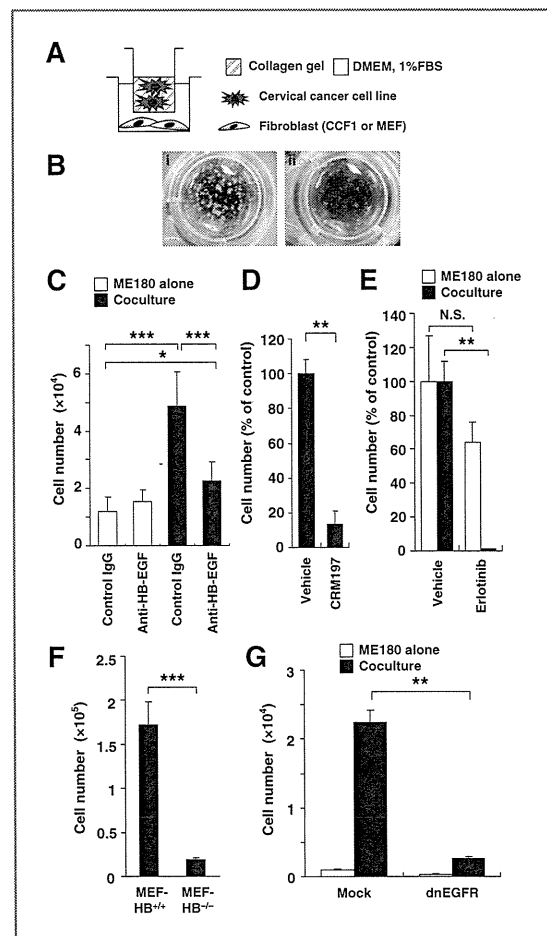 A
Collagen gel
DMEM, 1%FBS
Cervical cancer cell line
Fibroblast (CCF1 or MEF)
B
i
ii
C
ME180 alone
Coculture
***
***
*
Cell number (×10⁴)
6
4
2
0
Control IgG
Anti-HB-EGF
Control IgG
Anti-HB-EGF
D
**
Cell number (% of control)
120
100
80
60
40
20
0
Vehicle
CRM197
E
ME180 alone
Coculture
N.S.
**
Cell number (% of control)
140
120
100
80
60
40
20
0
Vehicle
Erlotinib
F
***
Cell number (×10⁵)
2.5
2
1.5
1
0.5
0
MEF-
HB⁺/⁺
MEF-
HB⁻/⁻
G
ME180 alone
Coculture
**
Cell number (×10⁴)
3
2
1
0
Mock
dnEGFR